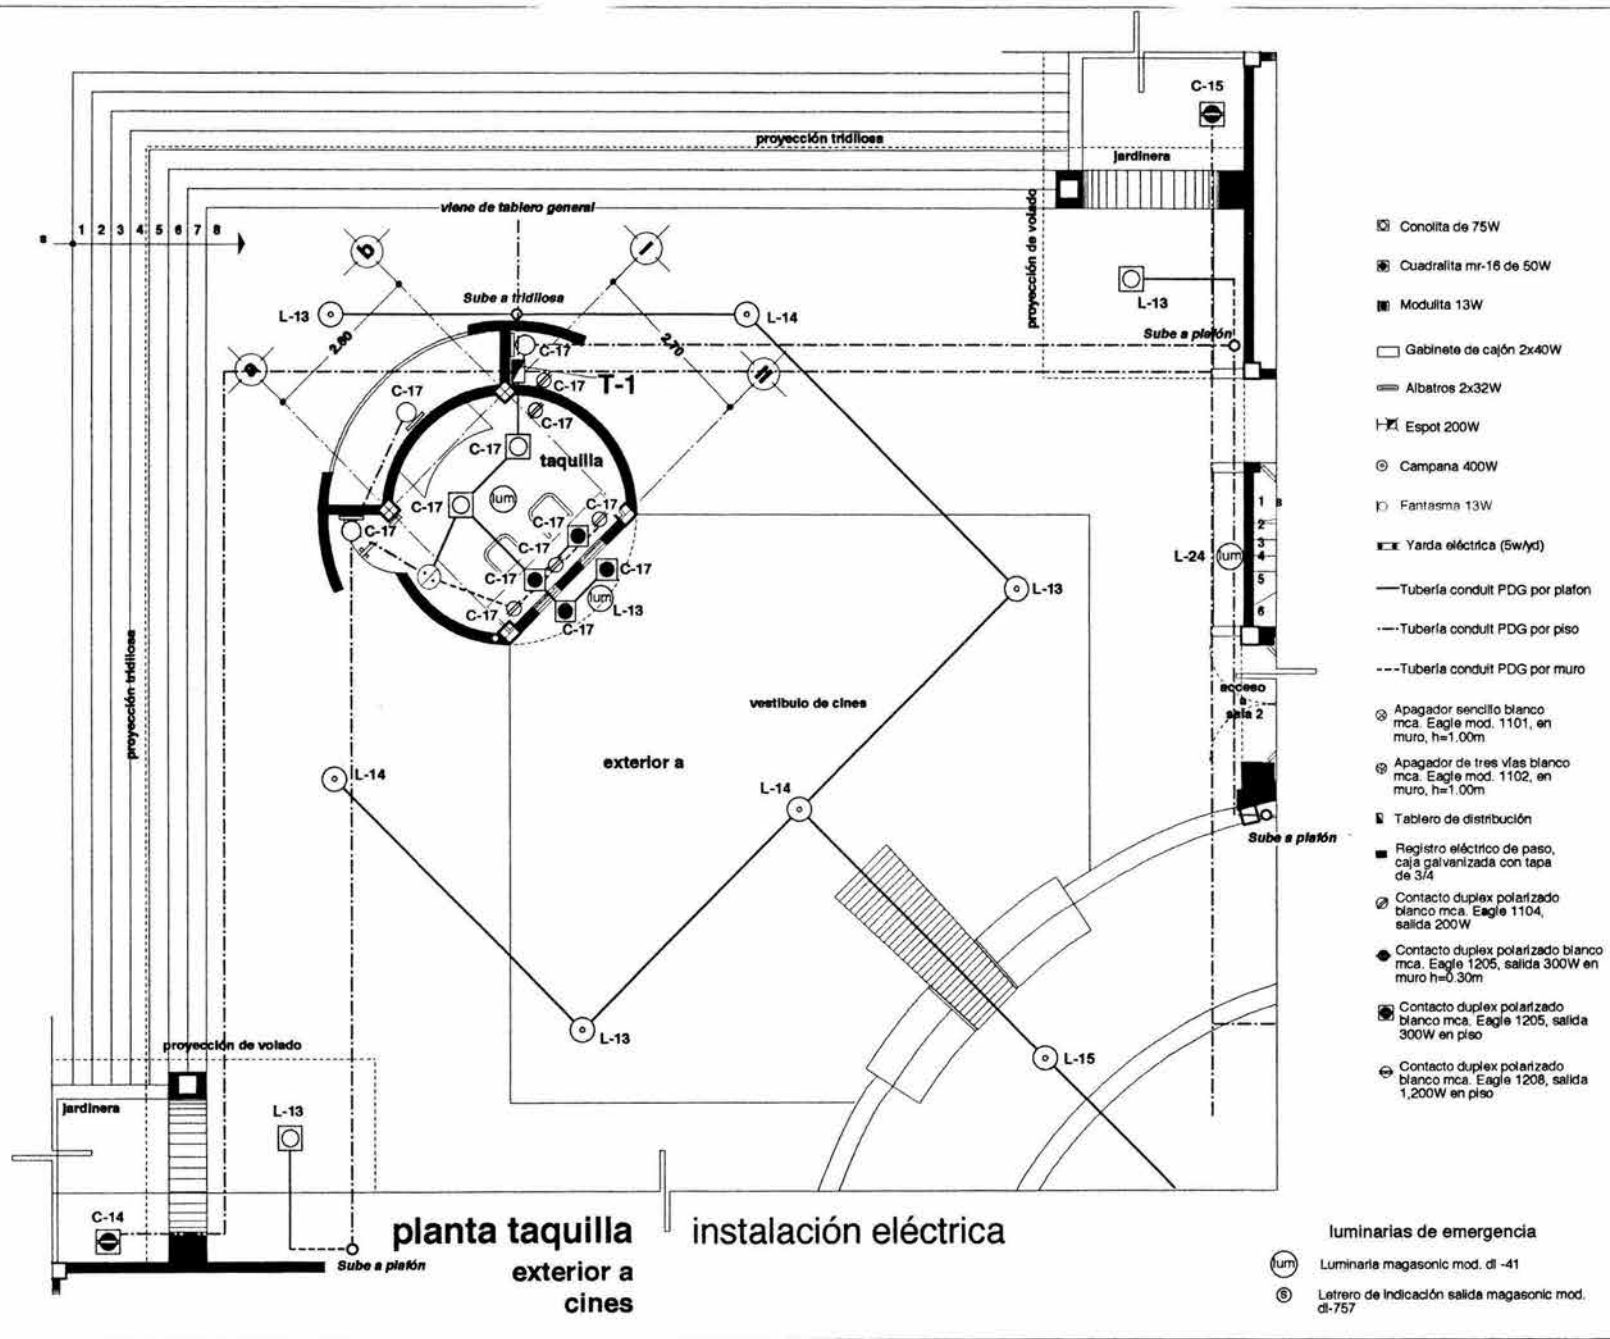 C-15
proyección tridilosa
jardinera
viene de tablero general
proyección de volado
s
1 2 3 4 5 6 7 8
b
I
Sube a tridilosa
L-13
L-14
L-13
Sube a plafón
2.80
2.70
a
II
C-17
C-17
T-1
C-17
C-17
C-17
taquilla
C-17
lum
C-17
C-17
C-17
C-17
C-17
C-17
C-17
C-17
lum
L-13
L-13
L-24
lum
1
2
3
4
5
6
s
proyección tridilosa
acceso
a
sala 2
vestibulo de cines
exterior a
L-14
L-14
Sube a plafón
L-13
L-15
proyección de volado
jardinera
L-13
C-14
Sube a plafón
planta taquilla
exterior a
cines
instalación eléctrica
Conolita de 75W
Cuadralita mr-16 de 50W
Modulita 13W
Gabinete de cajón 2x40W
Albatros 2x32W
Espot 200W
Campana 400W
Fantasma 13W
Yarda eléctrica (5w/yd)
Tubería conduit PDG por plafon
Tubería conduit PDG por piso
Tubería conduit PDG por muro
Apagador sencillo blanco
mca. Eagle mod. 1101, en
muro, h=1.00m
Apagador de tres vías blanco
mca. Eagle mod. 1102, en
muro, h=1.00m
Tablero de distribución
Registro eléctrico de paso,
caja galvanizada con tapa
de 3/4
Contacto duplex polarizado
blanco mca. Eagle 1104,
salida 200W
Contacto duplex polarizado blanco
mca. Eagle 1205, salida 300W en
muro h=0.30m
Contacto duplex polarizado
blanco mca. Eagle 1205, salida
300W en piso
Contacto duplex polarizado
blanco mca. Eagle 1208, salida
1,200W en piso
luminarias de emergencia
lum
Luminaria magasonic mod. dl -41
S
Letrero de indicación salida magasonic mod.
dl-757